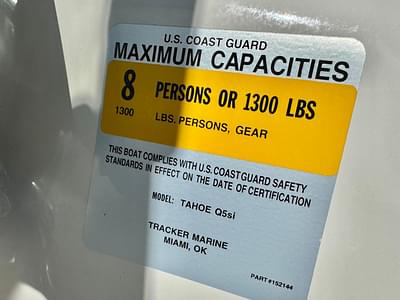 U.S. COAST GUARD
MAXIMUM CAPACITIES
8 PERSONS OR 1300 LBS
1300 LBS. PERSONS, GEAR
THIS BOAT COMPLIES WITH U.S. COAST GUARD SAFETY
STANDARDS IN EFFECT ON THE DATE OF CERTIFICATION
MODEL: TAHOE Q5si
TRACKER MARINE
MIAMI, OK
PART #152144